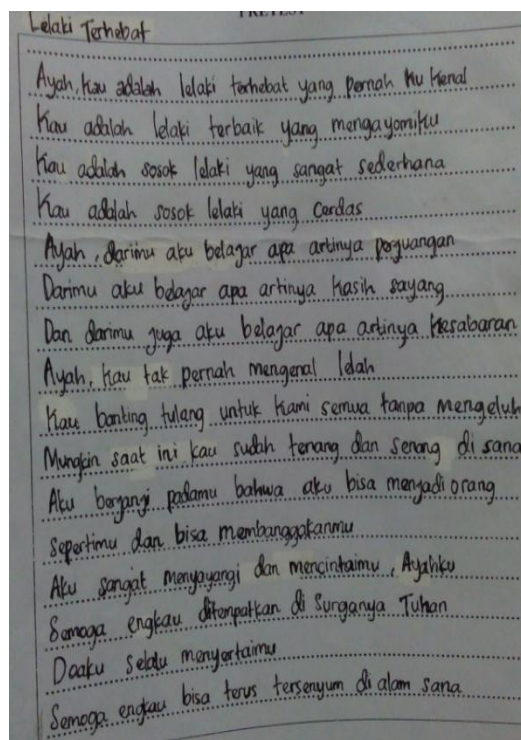 PRETEST
Lelaki Terhebat
Ayah, kau adalah lelaki terhebat yang pernah ku kenal
Kau adalah lelaki terbaik yang mengayomiku
Kau adalah sosok lelaki yang sangat sederhana
Kau adalah sosok lelaki yang Cerdas
Ayah, darimu aku belajar apa artinya perjuangan
Darimu aku belajar apa artinya kasih sayang
Dan darimu juga aku belajar apa artinya kesabaran
Ayah, kau tak pernah mengenal lelah
Kau banting tulang untuk kami semua tanpa mengeluh
Mungkin saat ini kau sudah tenang dan senang di sana
Aku berjanji padamu bahwa aku bisa menjadi orang
sepertimu dan bisa membanggakanmu
Aku sangat menyayangi dan mencintaimu, Ayahku
Semoga engkau ditempatkan di Surganya Tuhan
Doaku selalu menyertaimu
Semoga engkau bisa terus tersenyum di alam sana